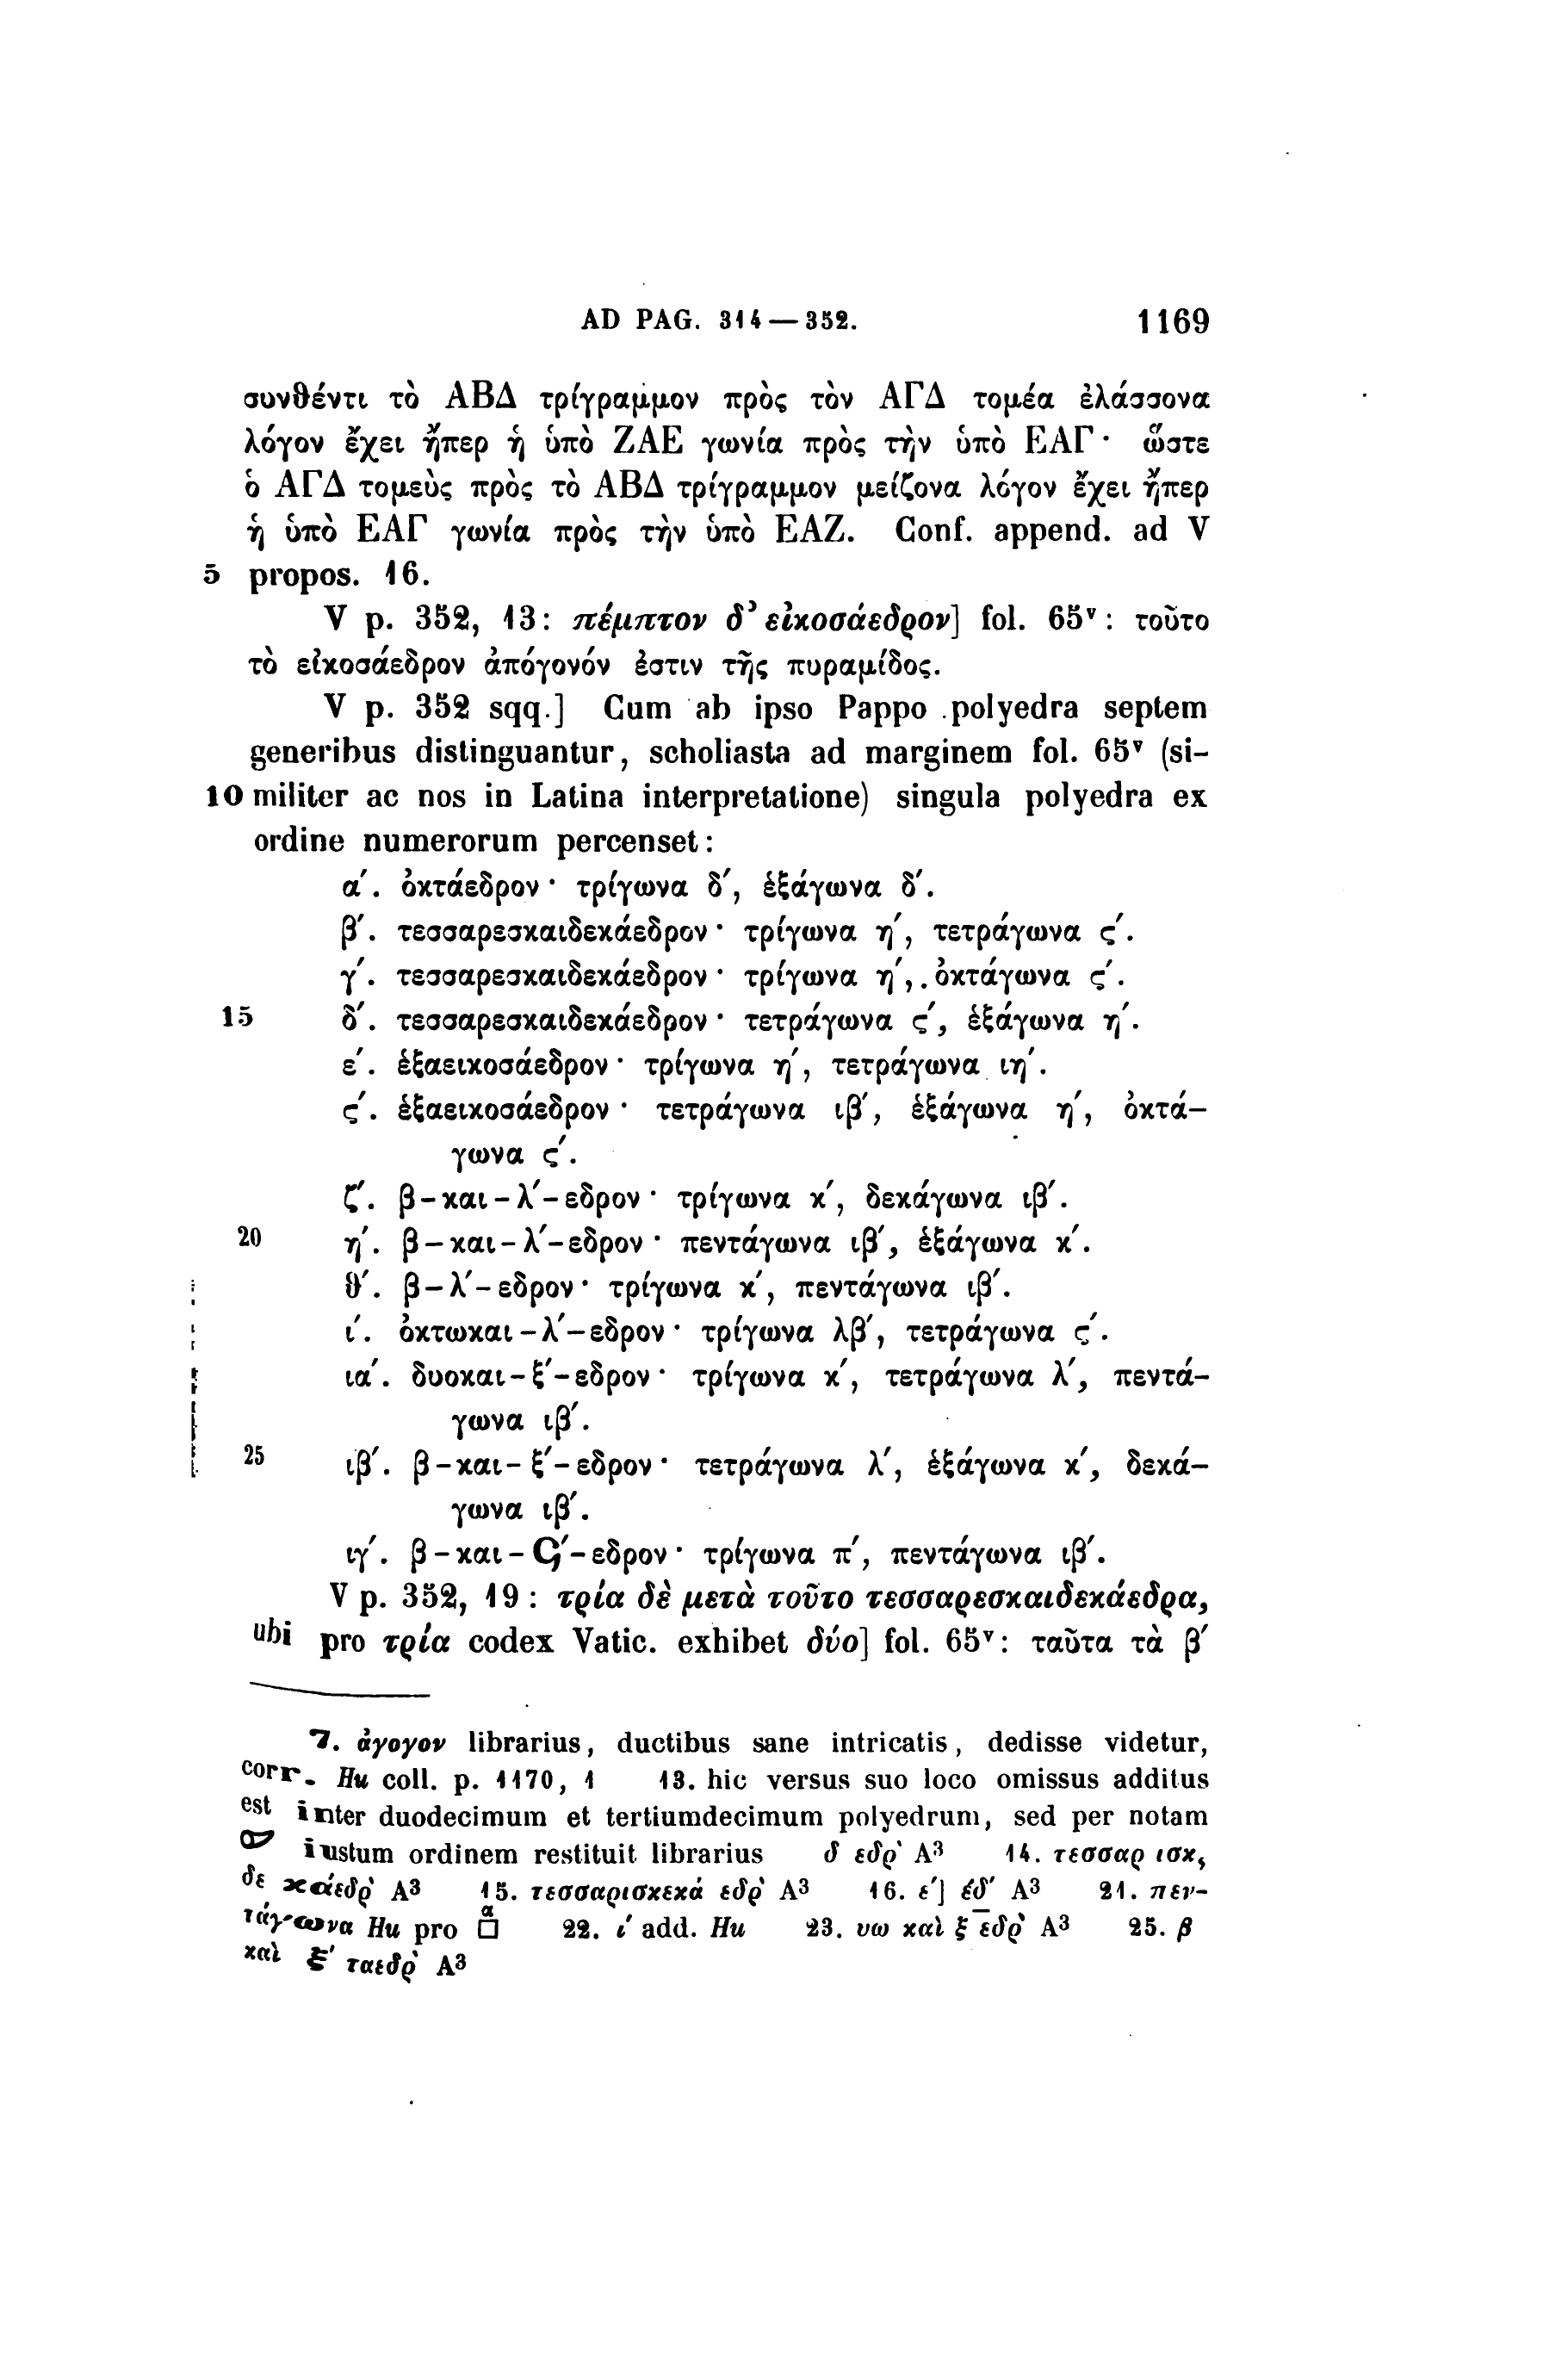 AD PAG. 314—352. 1169
συνθέντι τὸ ΑΒΔ τρίγραμμον πρὸς τὸν ΑΓΔ τομέα ἐλάσσονα
λόγον ἔχει ἤπερ ἡ ὑπὸ ΖΑΕ γωνία πρὸς τὴν ὑπὸ ΕΑΓ· ὥστε
ὁ ΑΓΔ τομεὺς πρὸς τὸ ΑΒΔ τρίγραμμον μείζονα λόγον ἔχει ἤπερ
ἡ ὑπὸ ΕΑΓ γωνία πρὸς τὴν ὑπὸ ΕΑΖ. Conf. append. ad V
5 propos. 16.
V p. 352, 13: πέμπτον δ᾽ εἰκοσάεδρον] fol. 65v: τοῦτο
τὸ εἰκοσάεδρον ἀπόγονόν ἐστιν τῆς πυραμίδος.
V p. 352 sqq.] Cum ab ipso Pappo polyedra septem
generibus distinguantur, scholiasta ad marginem fol. 65v (si-
10 militer ac nos in Latina interpretatione) singula polyedra ex
ordine numerorum percenset:
α΄. ὀκτάεδρον· τρίγωνα δ΄, ἑξάγωνα δ΄.
β΄. τεσσαρεσκαιδεκάεδρον· τρίγωνα η΄, τετράγωνα ς΄.
γ΄. τεσσαρεσκαιδεκάεδρον· τρίγωνα η΄, ὀκτάγωνα ς΄.
15 δ΄. τεσσαρεσκαιδεκάεδρον· τετράγωνα ς΄, ἑξάγωνα η΄.
ε΄. ἑξαεικοσάεδρον· τρίγωνα η΄, τετράγωνα ιη΄.
ς΄. ἑξαεικοσάεδρον· τετράγωνα ιβ΄, ἑξάγωνα η΄, ὀκτά-
γωνα ς΄.
ζ΄. β-και-λ΄-εδρον· τρίγωνα κ΄, δεκάγωνα ιβ΄.
20 η΄. β-και-λ΄-εδρον· πεντάγωνα ιβ΄, ἑξάγωνα κ΄.
θ΄. β-λ΄-εδρον· τρίγωνα κ΄, πεντάγωνα ιβ΄.
ι΄. ὀκτωκαι-λ΄-εδρον· τρίγωνα λβ΄, τετράγωνα ς΄.
ια΄. δυοκαι-ξ΄-εδρον· τρίγωνα κ΄, τετράγωνα λ΄, πεντά-
γωνα ιβ΄.
25 ιβ΄. β-και-ξ΄-εδρον· τετράγωνα λ΄, ἑξάγωνα κ΄, δεκά-
γωνα ιβ΄.
ιγ΄. β-και-Ϟ΄-εδρον· τρίγωνα π΄, πεντάγωνα ιβ΄.
V p. 352, 19: τρία δὲ μετὰ τοῦτο τεσσαρεσκαιδεκάεδρα,
ubi pro τρία codex Vatic. exhibet δύο] fol. 65v: ταῦτα τὰ β΄
7. ἀγογον librarius, ductibus sane intricatis, dedisse videtur,
corr. Hu coll. p. 1170, 1 13. hic versus suo loco omissus additus
est inter duodecimum et tertiumdecimum polyedrum, sed per notam
iustum ordinem restituit librarius δ εδρ` A3 14. τεσσαρ ισκς
δε κάεδρ` A3 15. τεσσαρισκεκά εδρ` A3 16. ε΄] ἑδ΄ A3 21. πεν-
τάγωνα Hu pro □α 22. ι΄ add. Hu 23. υω καὶ ξ εδρ` A3 25. β
καὶ ξ΄ ταεδρ` A3